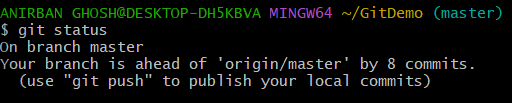 ANIRBAN GHOSH@DESKTOP-DH5KBVA MINGW64 ~/GitDemo (master)
$ git status
On branch master
Your branch is ahead of 'origin/master' by 8 commits.
  (use "git push" to publish your local commits)